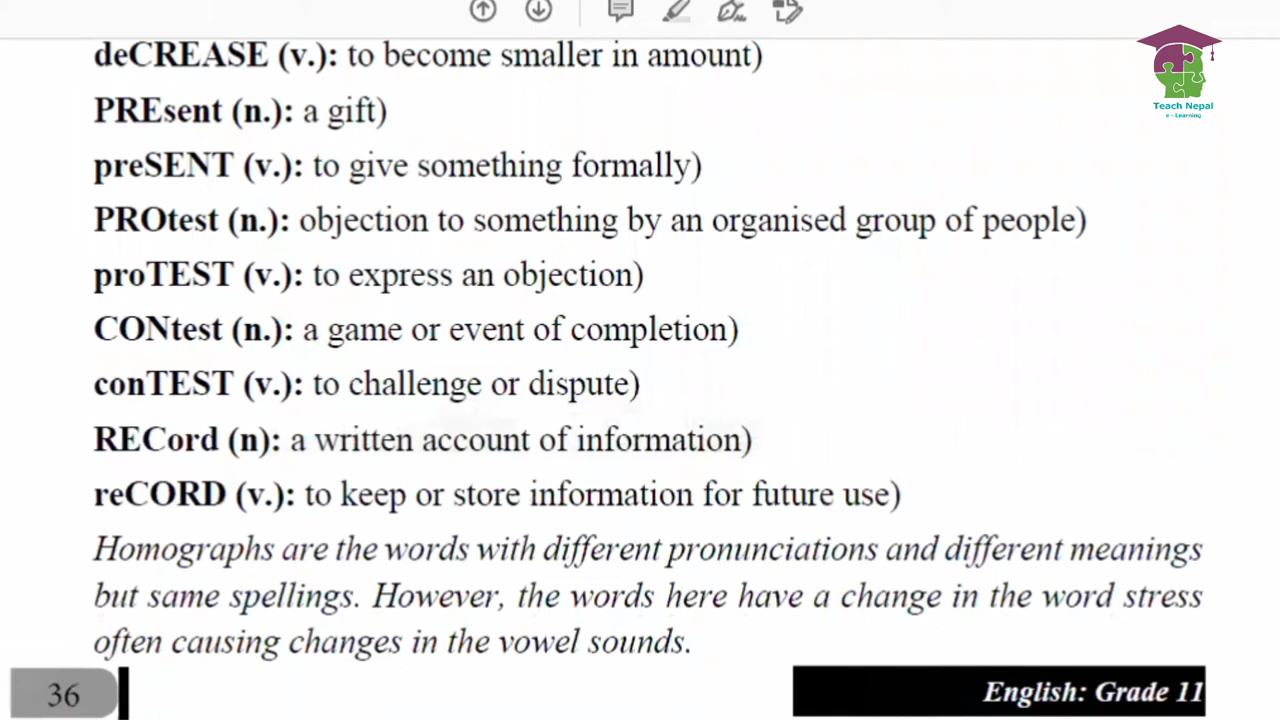 deCREASE (v.): to become smaller in amount)
Teach Nepal
e - Learning
PREsent (n.): a gift)
preSENT (v.): to give something formally)
PROtest (n.): objection to something by an organised group of people)
proTEST (v.): to express an objection)
CONtest (n.): a game or event of completion)
conTEST (v.): to challenge or dispute)
RECord (n): a written account of information)
reCORD (v.): to keep or store information for future use)
Homographs are the words with different pronunciations and different meanings
but same spellings. However, the words here have a change in the word stress
often causing changes in the vowel sounds.
36
English: Grade 11